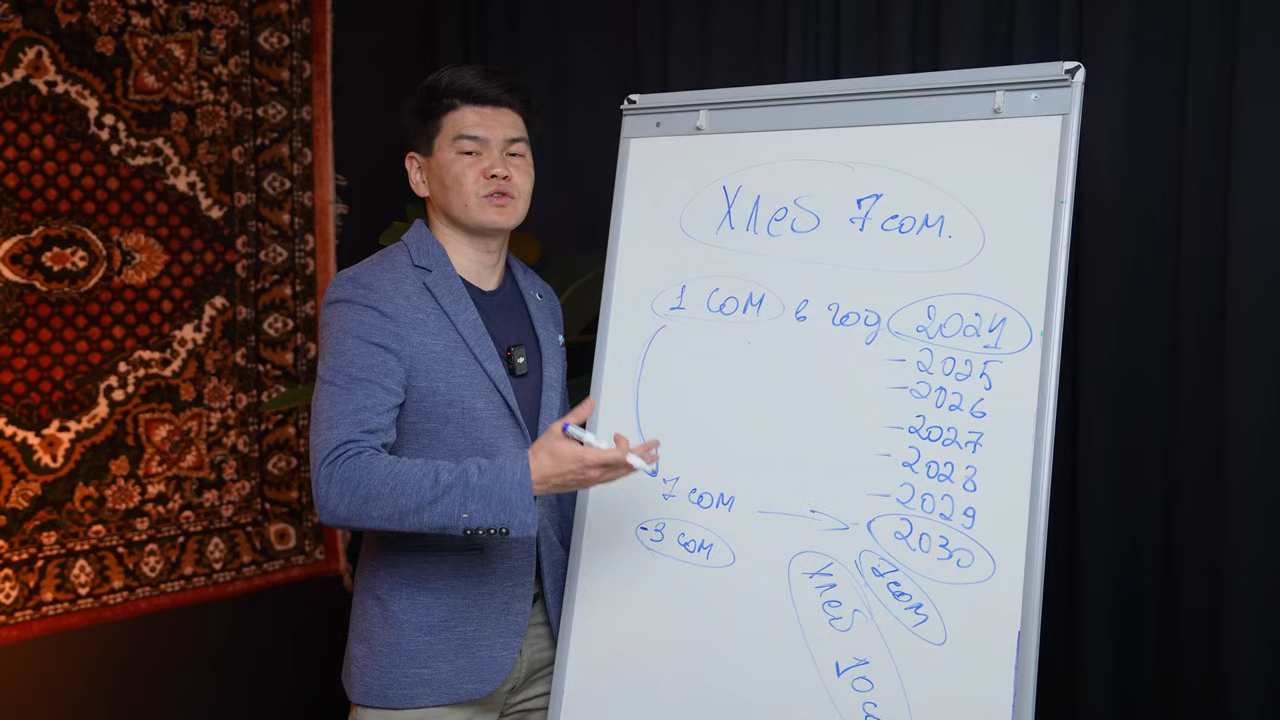 Хлеб 7 сом.
1 сом в год 2024
- 2025
- 2026
- 2027
- 2028
- 2029
7 сом → 2030
-3 сом
7 сом
Хлеб 10 со